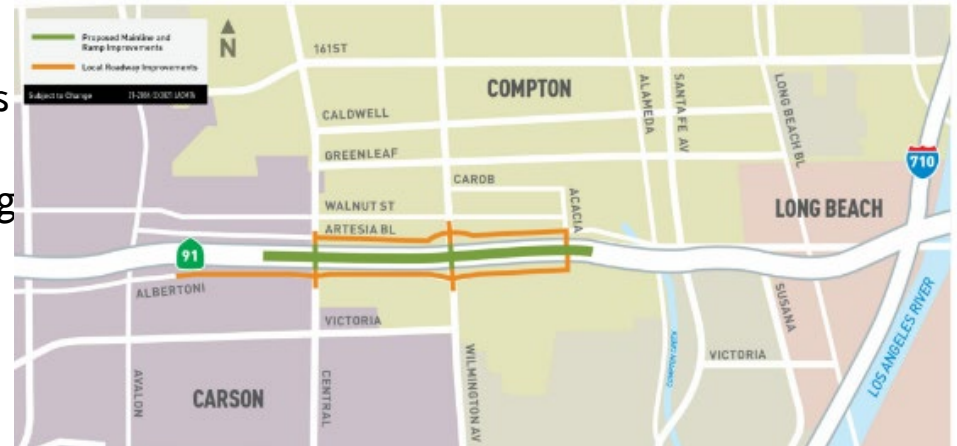 Proposed Mainline and
Ramp Improvements
Local Roadway Improvements
Subject to Change
N
s
g
161ST
COMPTON
CALDWELL
GREENLEAF
CAROB
WALNUT ST
ARTESIA BL
ACACIA
ALAMEDA
SANTA FE AV
LONG BEACH BL
710
LONG BEACH
91
ALBERTONI
VICTORIA
SUSANA
VICTORIA
LOS ANGELES RIVER
AVALON
CARSON
CENTRAL
WILMINGTON AV